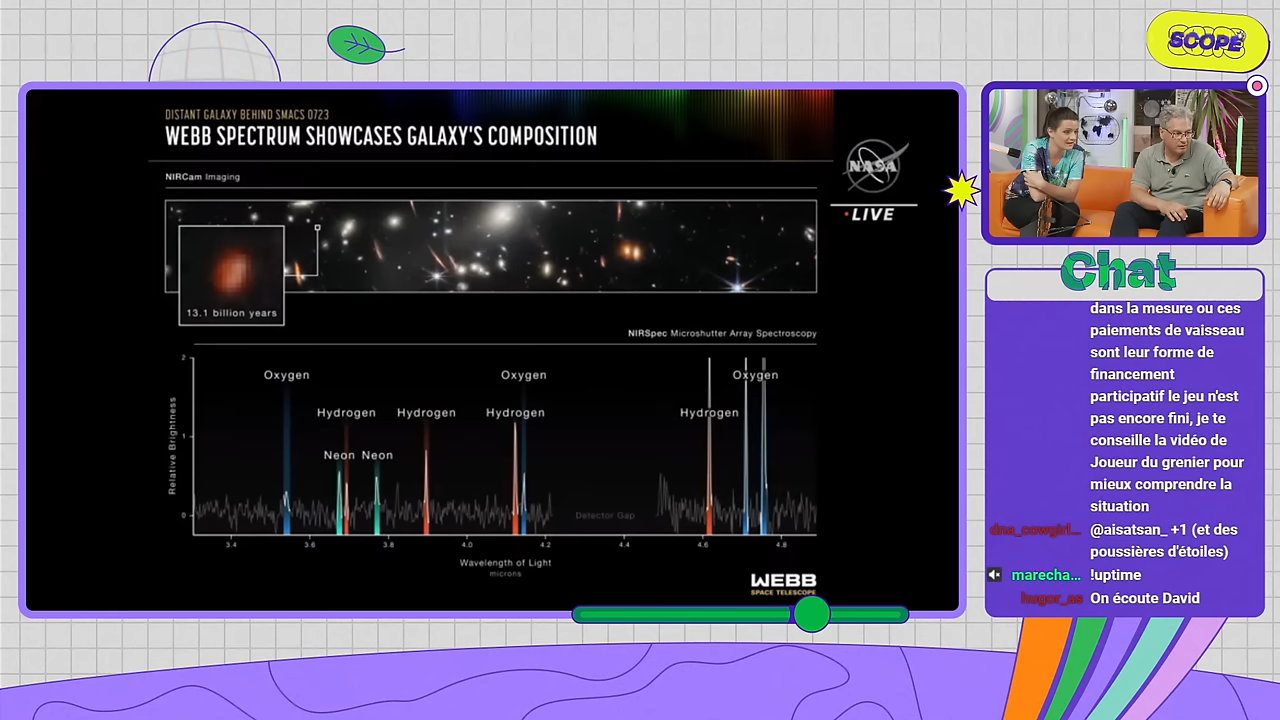 SCOPE
DISTANT GALAXY BEHIND SMACS 0723
WEBB SPECTRUM SHOWCASES GALAXY'S COMPOSITION
NASA
LIVE
NIRCam Imaging
13.1 billion years
NIRSpec Microshutter Array Spectroscopy
2
Oxygen Oxygen Oxygen
Hydrogen Hydrogen Hydrogen Hydrogen
1
Neon Neon
Relative Brightness
0
Detector Gap
3.4 3.6 3.8 4.0 4.2 4.4 4.6 4.8
Wavelength of Light
microns
WEBB
SPACE TELESCOPE
Chat
dans la mesure ou ces
paiements de vaisseau
sont leur forme de
financement
participatif le jeu n'est
pas encore fini, je te
conseille la vidéo de
Joueur du grenier pour
mieux comprendre la
situation
dna_cowgirl... @aisatsan_ +1 (et des
poussières d'étoiles)
marecha... !uptime
hugor_as On écoute David